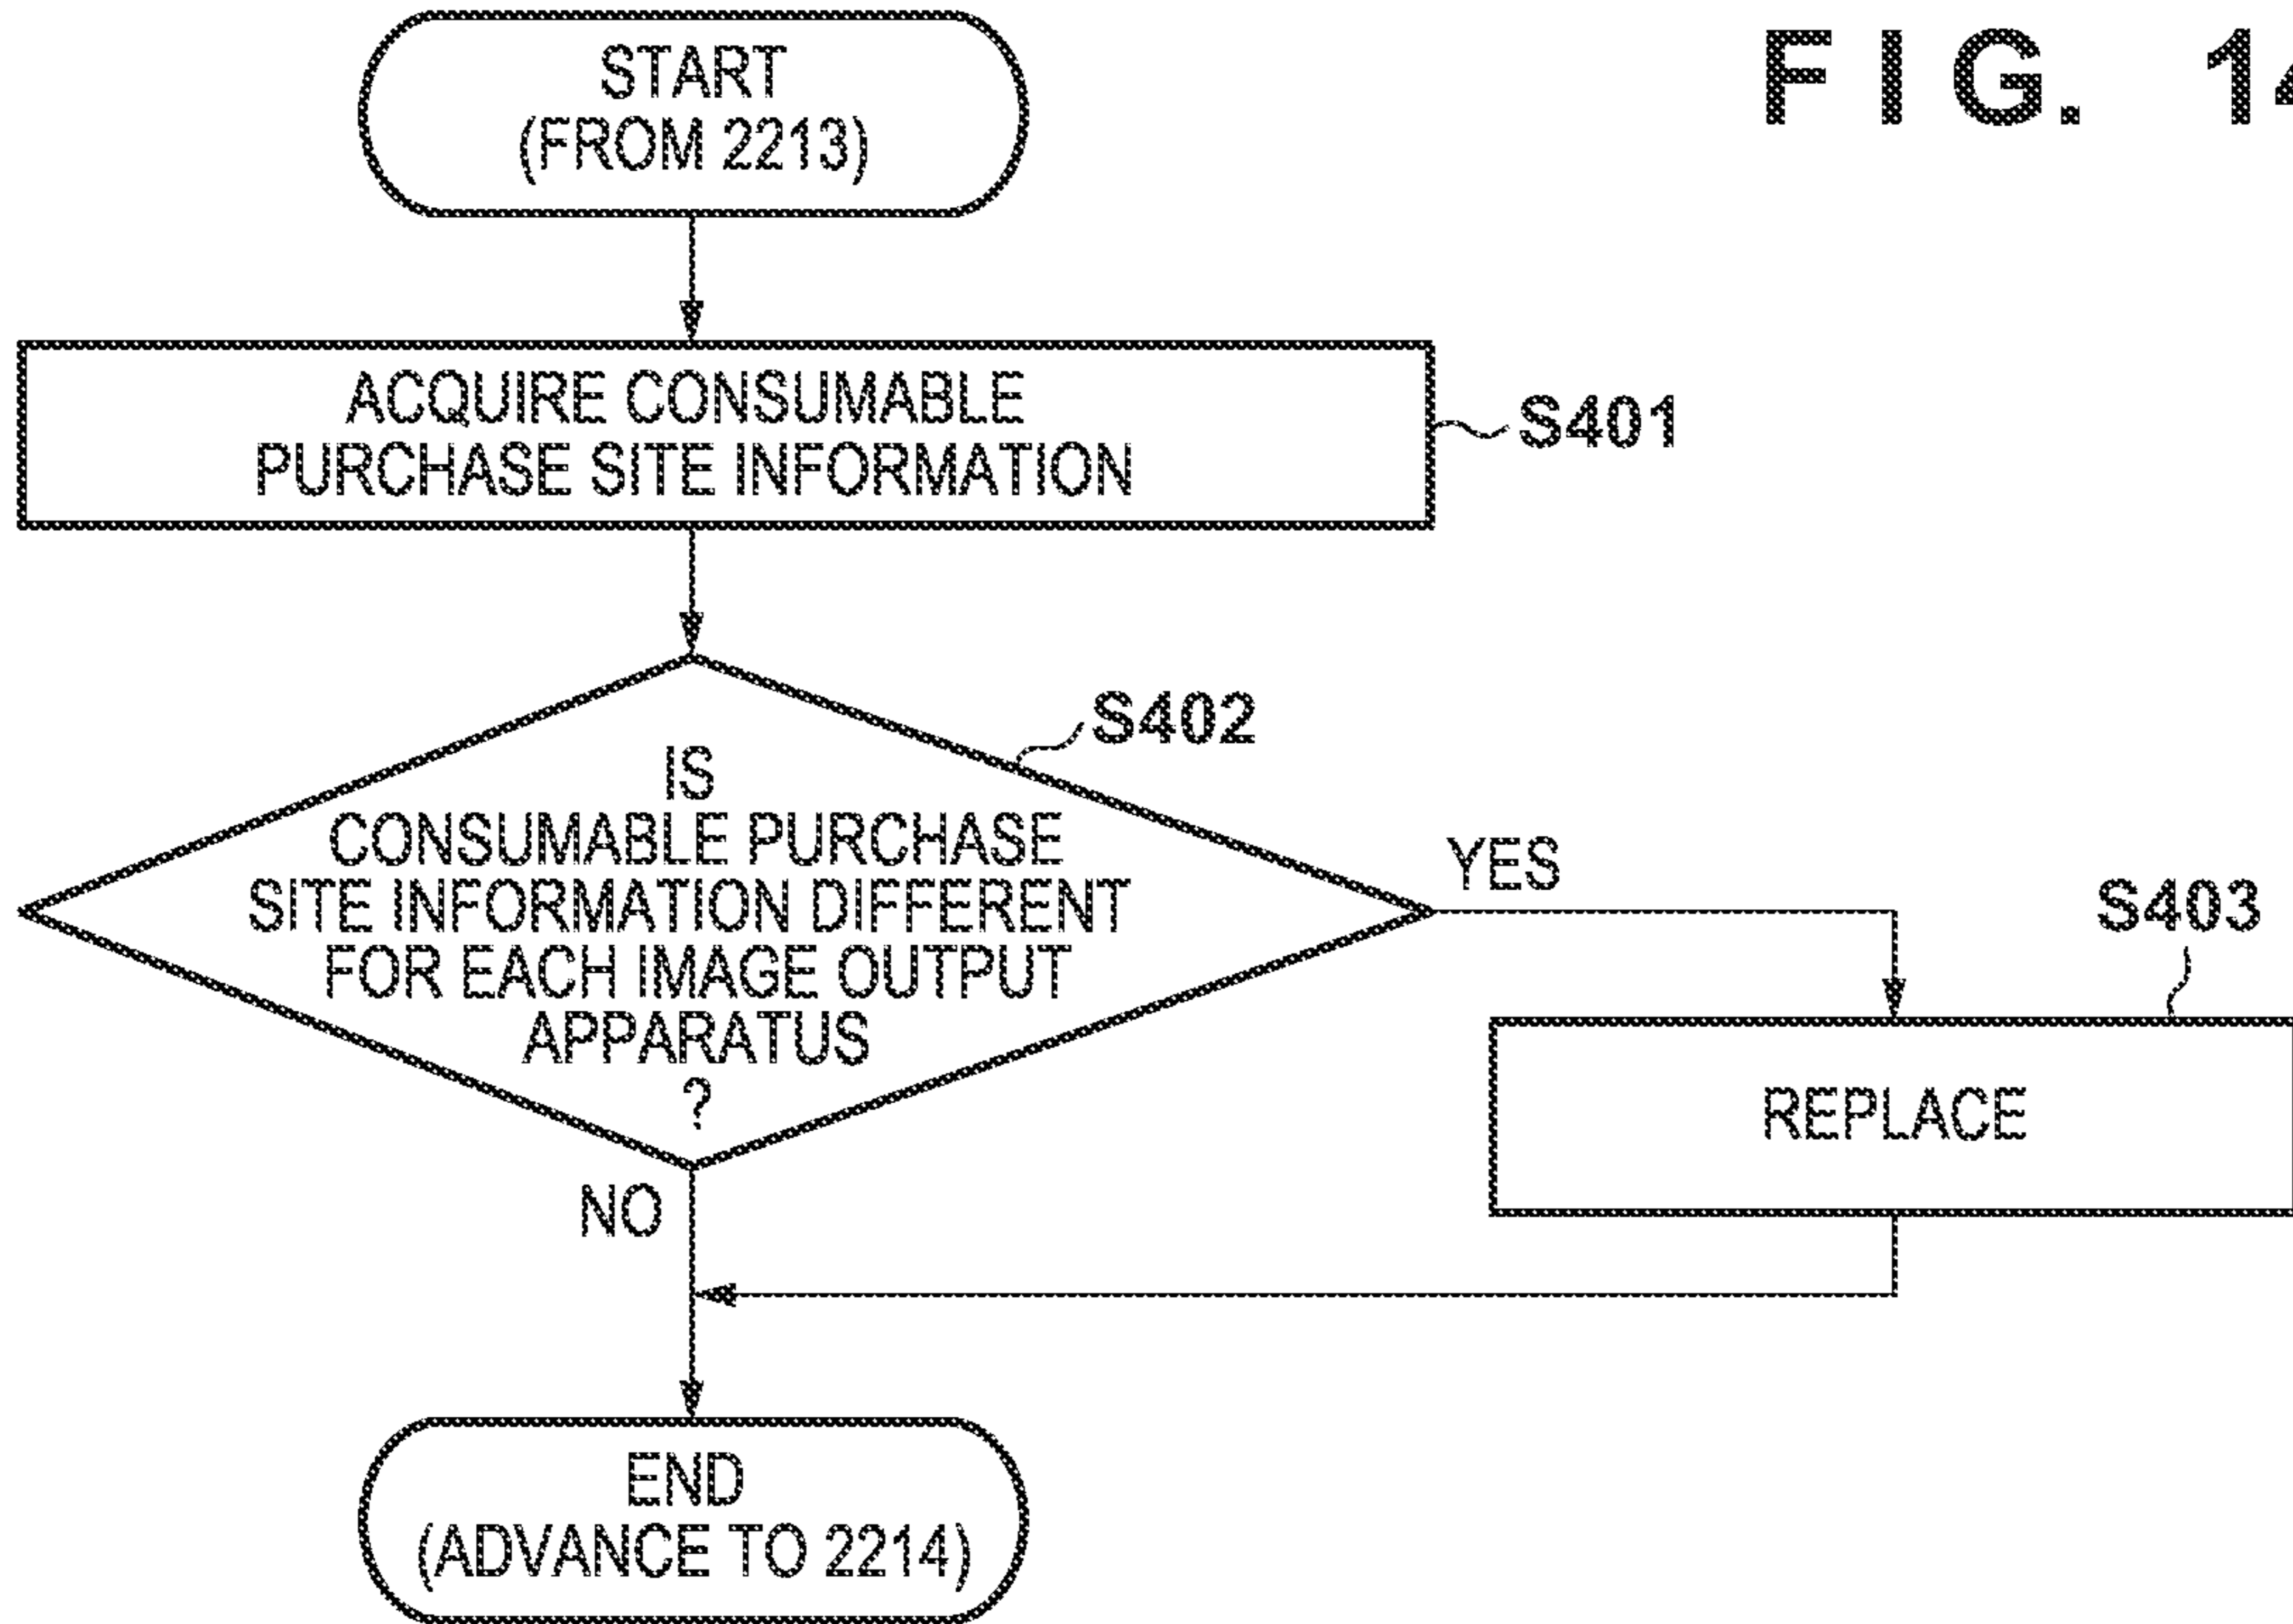 FIG. 14
START
(FROM 2213)
ACQUIRE CONSUMABLE
PURCHASE SITE INFORMATION
S401
S402
IS
CONSUMABLE PURCHASE
SITE INFORMATION DIFFERENT
FOR EACH IMAGE OUTPUT
APPARATUS
?
YES
S403
REPLACE
NO
END
(ADVANCE TO 2214)